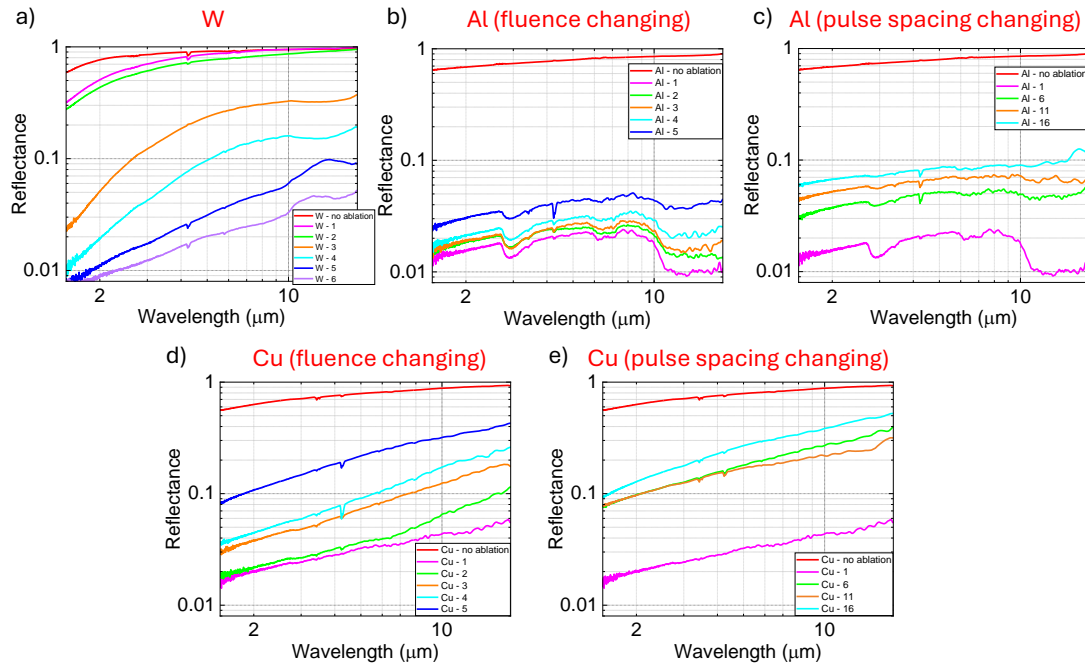 a)
W
1
0.1
0.01
Reflectance
2
10
Wavelength (μm)
W - no ablation
W - 1
W - 2
W - 3
W - 4
W - 5
W - 6
b)
Al (fluence changing)
1
0.1
0.01
Reflectance
2
10
Wavelength (μm)
Al - no ablation
Al - 1
Al - 2
Al - 3
Al - 4
Al - 5
c)
Al (pulse spacing changing)
1
0.1
0.01
Reflectance
2
10
Wavelength (μm)
Al - no ablation
Al - 1
Al - 6
Al - 11
Al - 16
d)
Cu (fluence changing)
1
0.1
0.01
Reflectance
2
10
Wavelength (μm)
Cu - no ablation
Cu - 1
Cu - 2
Cu - 3
Cu - 4
Cu - 5
e)
Cu (pulse spacing changing)
1
0.1
0.01
Reflectance
2
10
Wavelength (μm)
Cu - no ablation
Cu - 1
Cu - 6
Cu - 11
Cu - 16